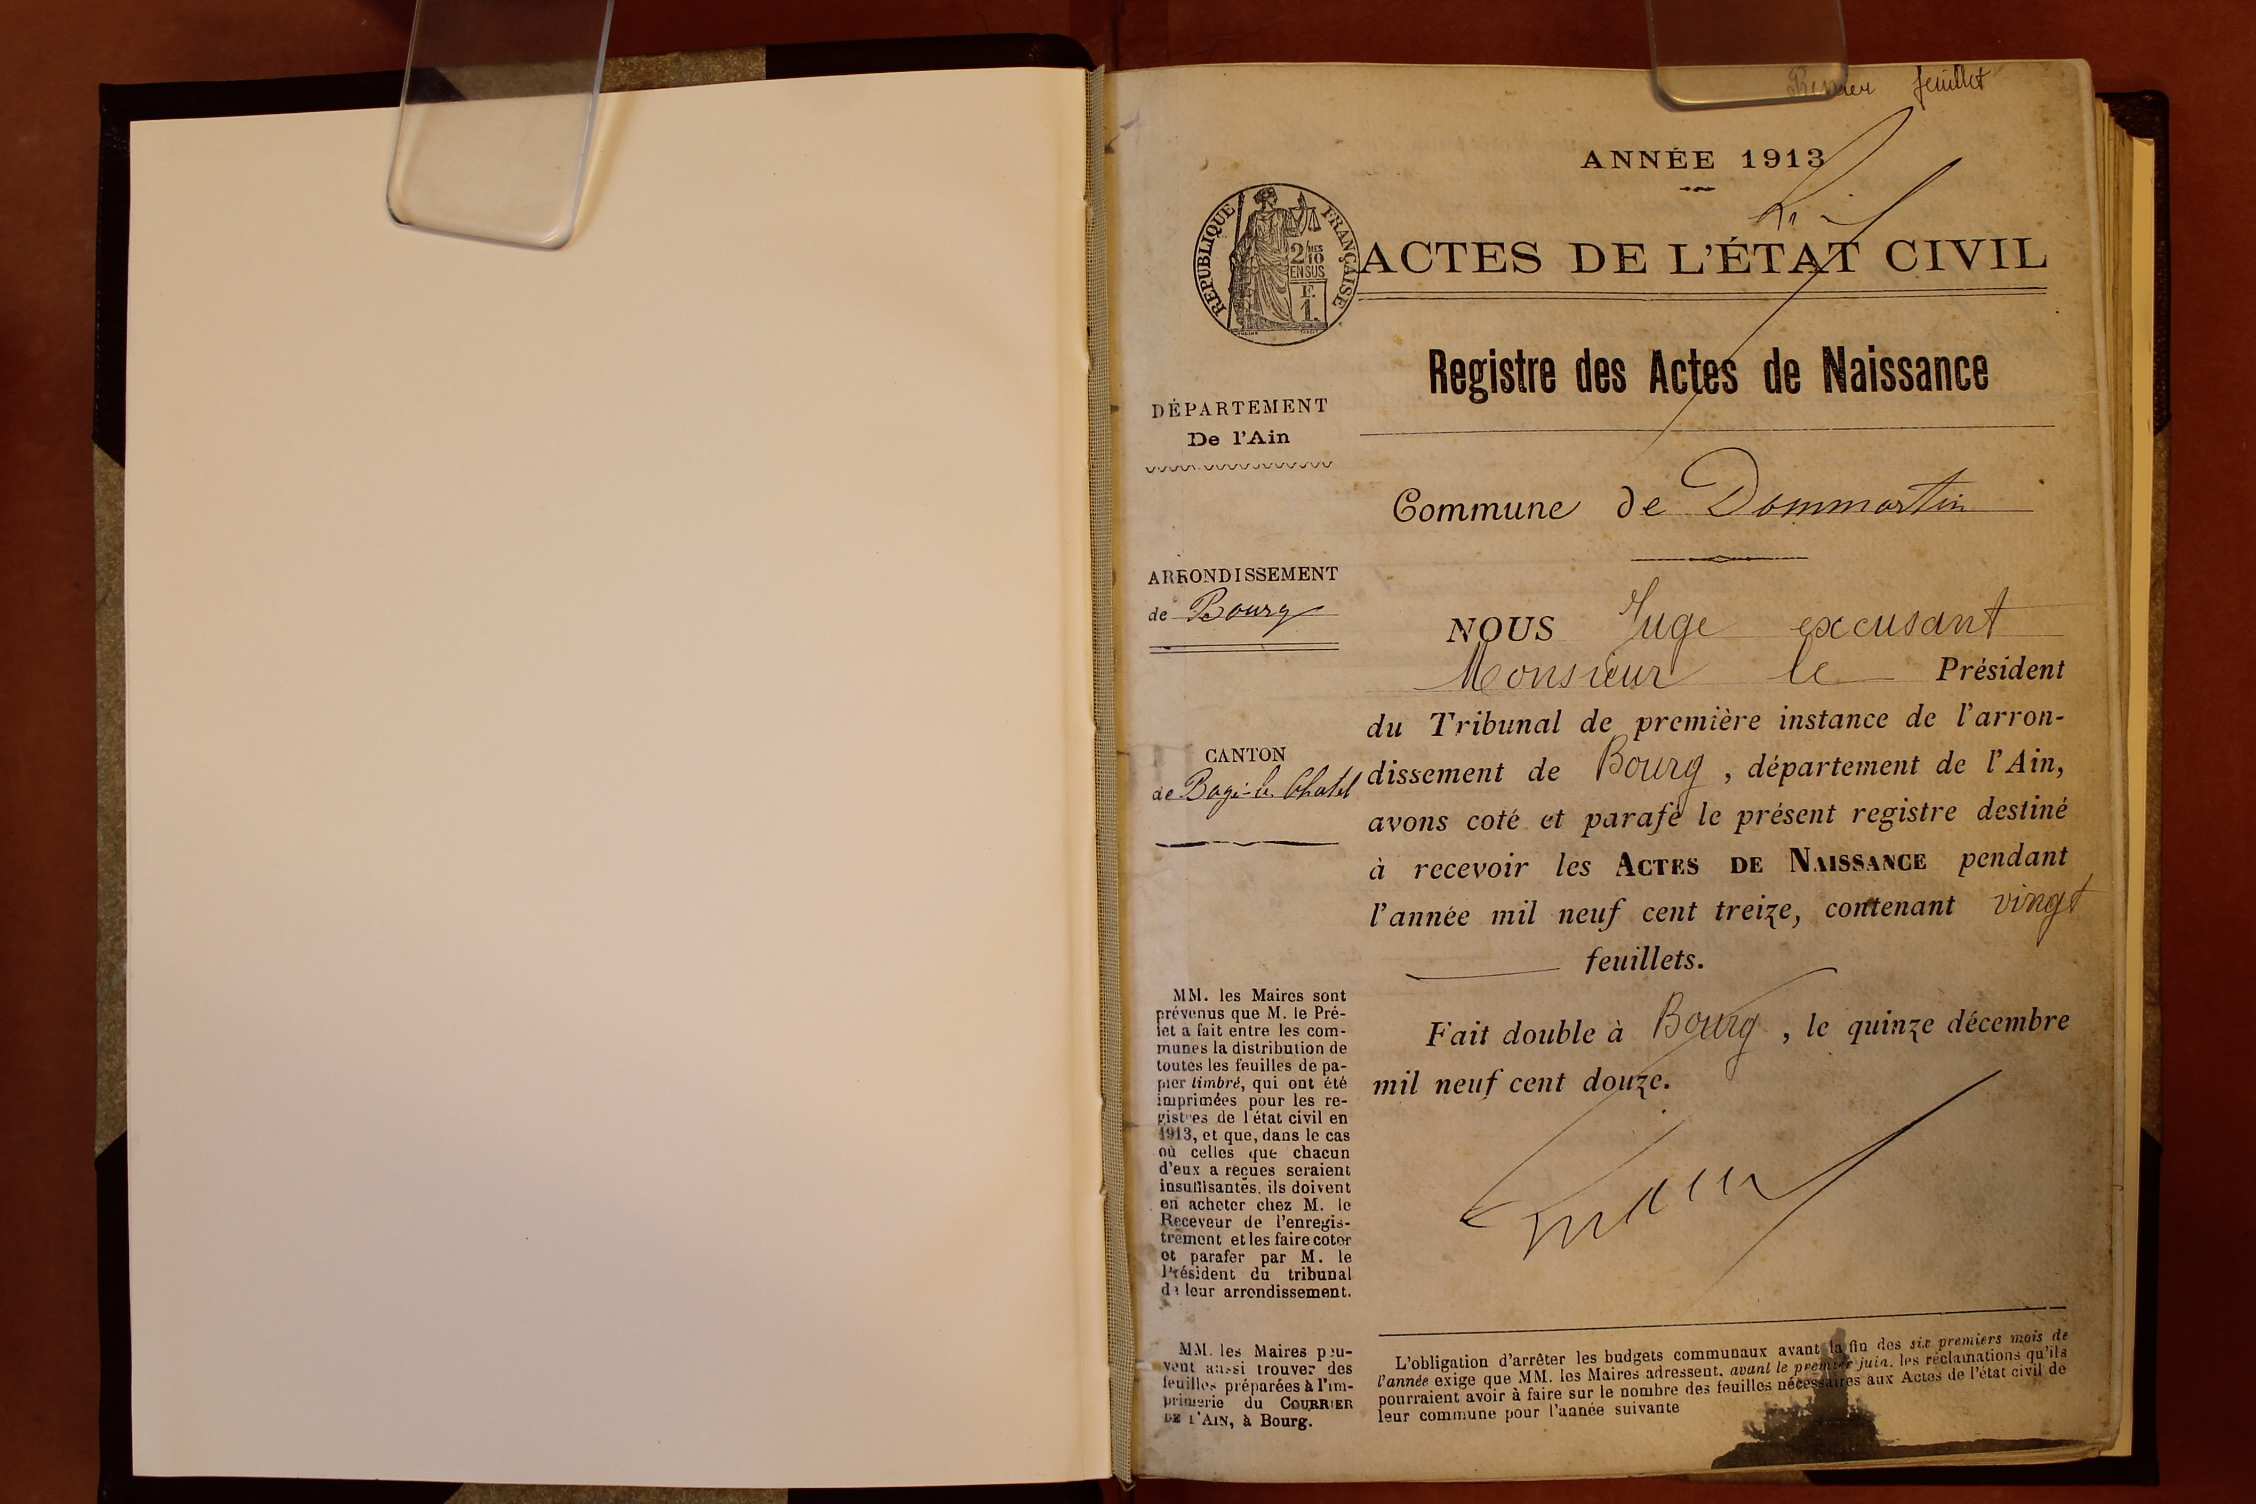 Premier feuillet
ANNÉE 1913
RÉPUBLIQUE FRANÇAISE
2/10 MES
EN SUS
F.
1.
ACTES DE L'ÉTAT CIVIL
Registre des Actes de Naissance
DÉPARTEMENT
De l'Ain
Commune de Dommartin
ARRONDISSEMENT
de Bourg
CANTON
de Bagé-le Chatel
NOUS Juge excusant
Monsieur le Président
du Tribunal de première instance de l'arron-
dissement de Bourg, département de l'Ain,
avons coté et parafé le présent registre destiné
à recevoir les ACTES DE NAISSANCE pendant
l'année mil neuf cent treize, contenant vingt
feuillets.
Fait double à Bourg, le quinze décembre
mil neuf cent douze.
MM. les Maires sont
prévenus que M. le Pré-
fet a fait entre les com-
munes la distribution de
toutes les feuilles de pa-
pier timbré, qui ont été
imprimées pour les re-
gistres de l'état civil en
1913, et que, dans le cas
où celles que chacun
d'eux a reçues seraient
insuffisantes, ils doivent
en acheter chez M. le
Receveur de l'enregis-
trement et les faire coter
et parafer par M. le
Président du tribunal
de leur arrondissement.
MM. les Maires peu-
vent aussi trouver des
feuilles préparées à l'im-
primerie du COURRIER
DE L'AIN, à Bourg.
L'obligation d'arrêter les budgets communaux avant la fin des six premiers mois de
l'année exige que MM. les Maires adressent, avant le premier juin, les réclamations qu'ils
pourraient avoir à faire sur le nombre des feuilles nécessaires aux Actes de l'état civil de
leur commune pour l'année suivante